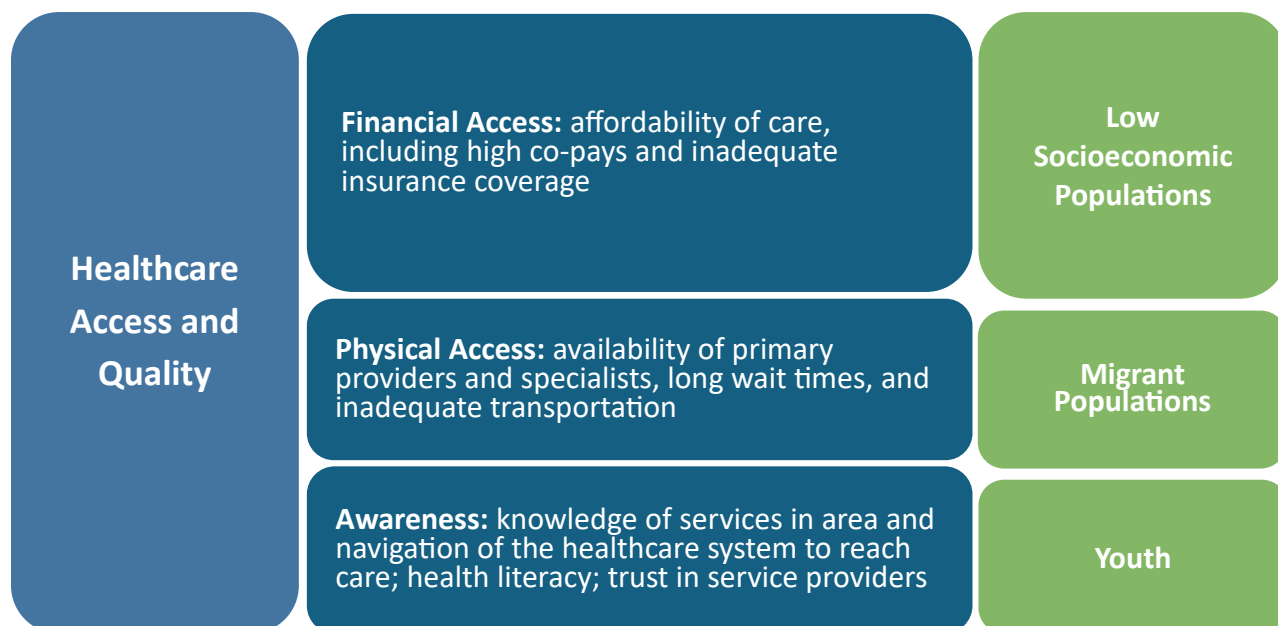 Healthcare
Access and
Quality
Financial Access: affordability of care,
including high co-pays and inadequate
insurance coverage
Low
Socioeconomic
Populations
Physical Access: availability of primary
providers and specialists, long wait times, and
inadequate transportation
Migrant
Populations
Awareness: knowledge of services in area and
navigation of the healthcare system to reach
care; health literacy; trust in service providers
Youth